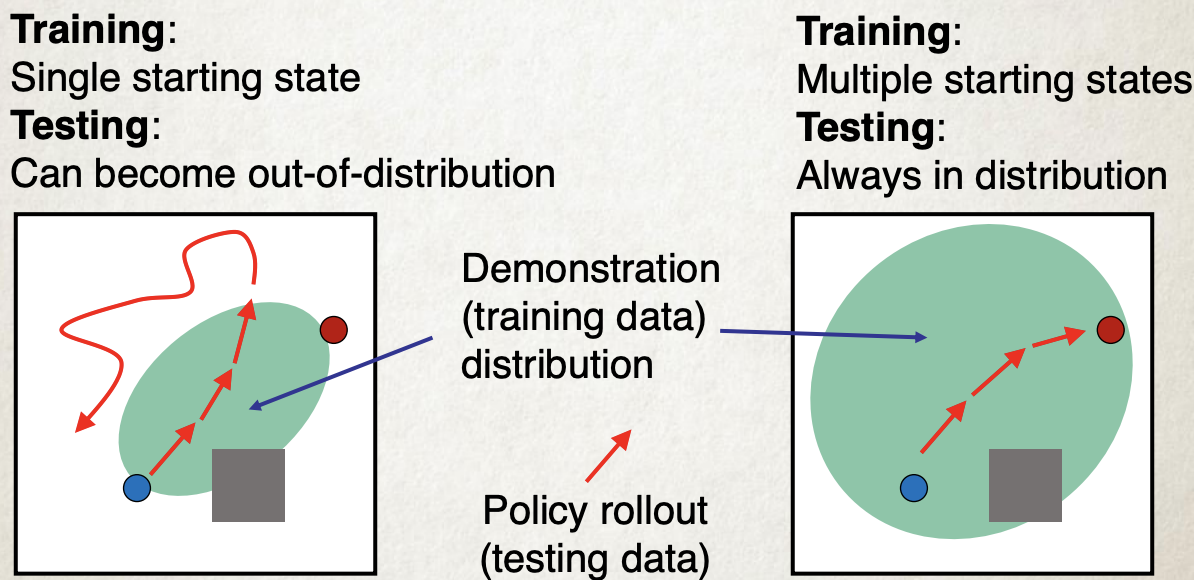 Training:
Single starting state
Testing:
Can become out-of-distribution
Training:
Multiple starting states
Testing:
Always in distribution
Demonstration
(training data)
distribution
Policy rollout
(testing data)